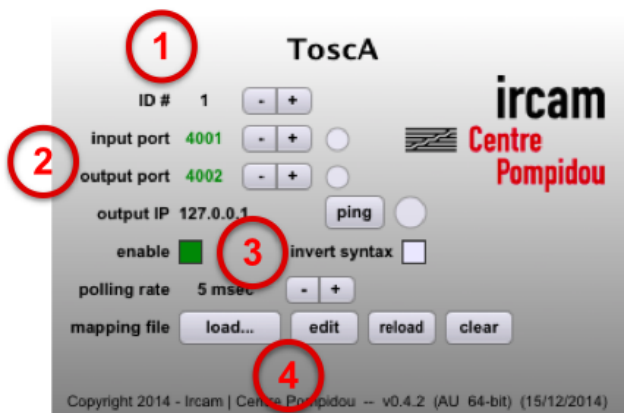 1
ToscA
ID # 1 - +
ircam
Centre
Pompidou
2
input port 4001 - +
output port 4002 - +
output IP 127.0.0.1 ping
enable 3 invert syntax
polling rate 5 msec - +
mapping file load... edit reload clear
4
Copyright 2014 - Ircam | Centre Pompidou -- v0.4.2 (AU 64-bit) (15/12/2014)